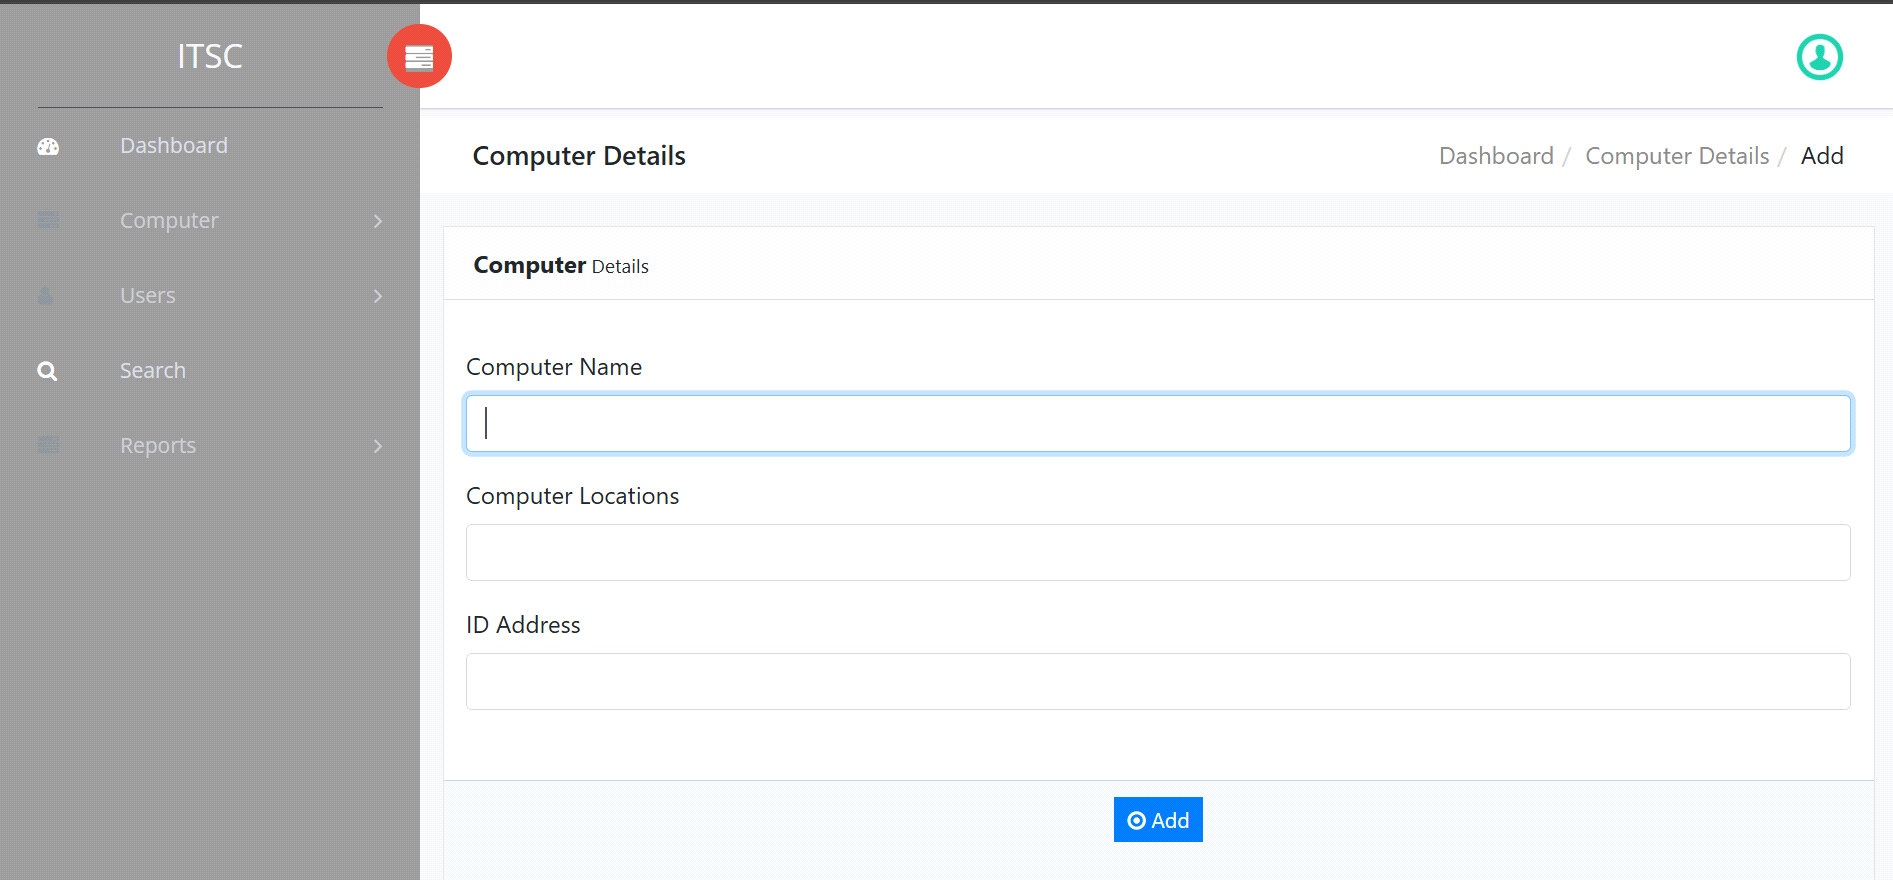 ITSC
Dashboard
Computer
Users
Search
Reports
Computer Details
Dashboard / Computer Details / Add
Computer Details
Computer Name
Computer Locations
ID Address
Add